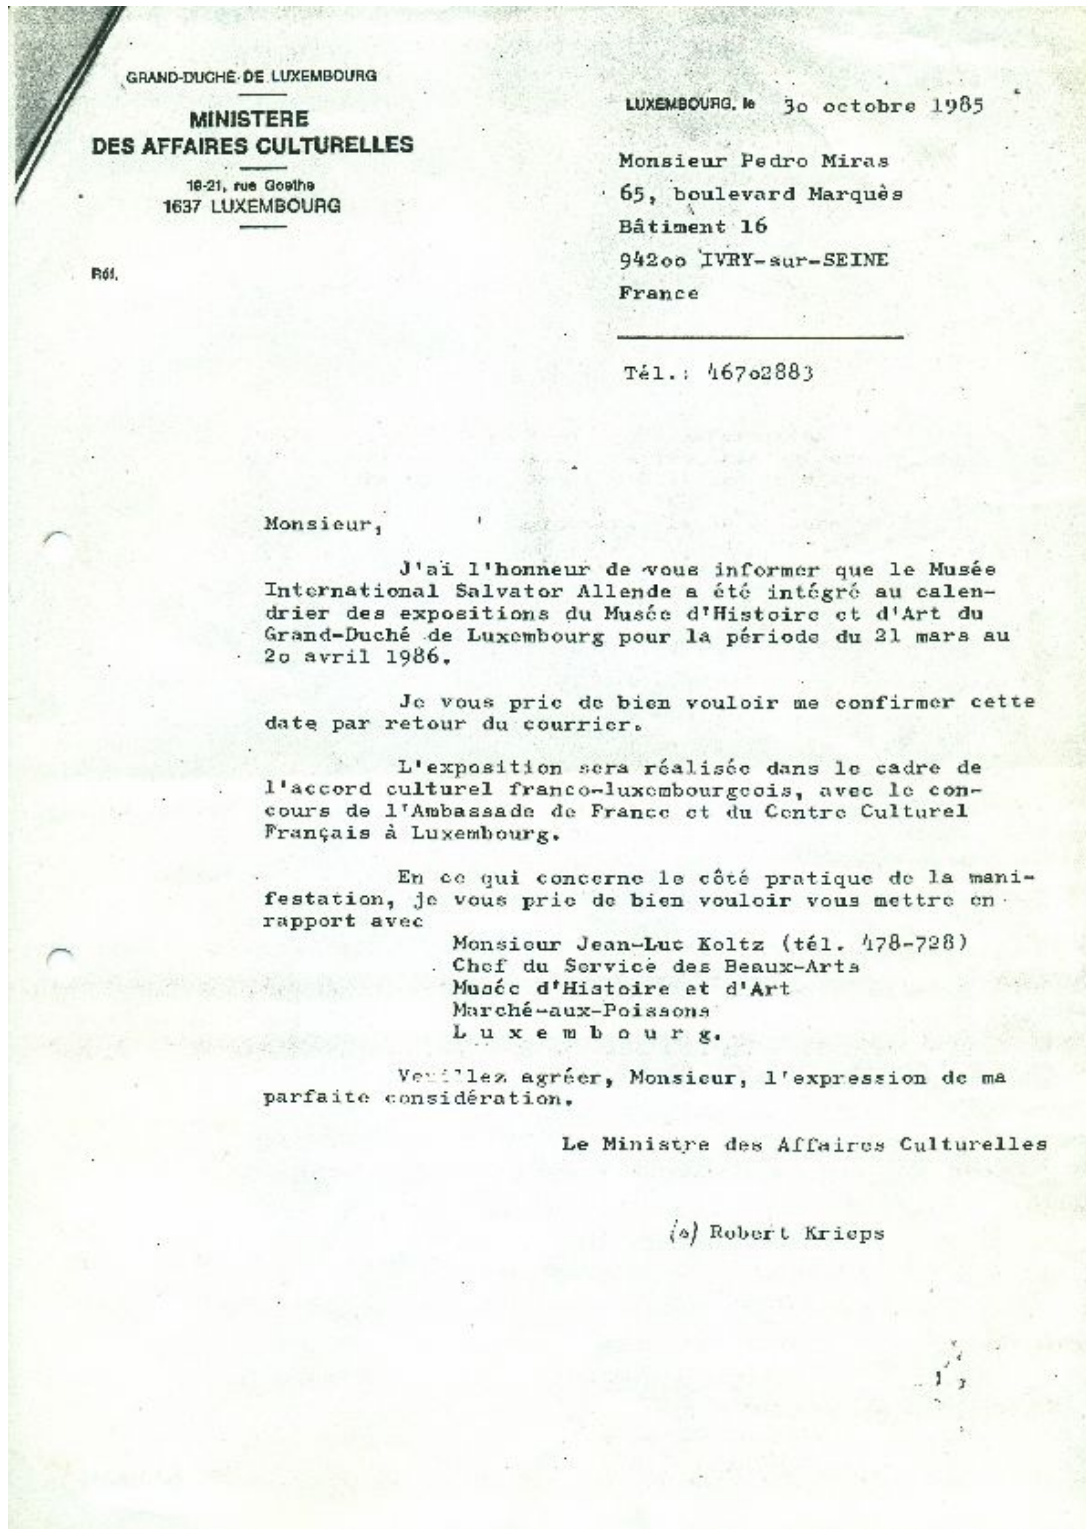 GRAND-DUCHÉ DE LUXEMBOURG
MINISTERE
DES AFFAIRES CULTURELLES
19-21, rue Goethe
1637 LUXEMBOURG
Réf.
LUXEMBOURG, le 3o octobre 1985
Monsieur Pedro Miras
65, boulevard Marquès
Bâtiment 16
942oo IVRY-sur-SEINE
France
Tél.: 467o2883
Monsieur,
J'ai l'honneur de vous informer que le Musée
International Salvator Allende a été intégré au calen-
drier des expositions du Musée d'Histoire et d'Art du
Grand-Duché de Luxembourg pour la période du 21 mars au
2o avril 1986.
Je vous prie de bien vouloir me confirmer cette
date par retour du courrier.
L'exposition sera réalisée dans le cadre de
l'accord culturel franco-luxembourgeois, avec le con-
cours de l'Ambassade de France et du Centre Culturel
Français à Luxembourg.
En ce qui concerne le côté pratique de la mani-
festation, je vous prie de bien vouloir vous mettre en
rapport avec
Monsieur Jean-Luc Koltz (tél. 478-728)
Chef du Service des Beaux-Arts
Musée d'Histoire et d'Art
Marché-aux-Poissons
L u x e m b o u r g.
Veuillez agréer, Monsieur, l'expression de ma
parfaite considération.
Le Ministre des Affaires Culturelles
(s) Robert Krieps